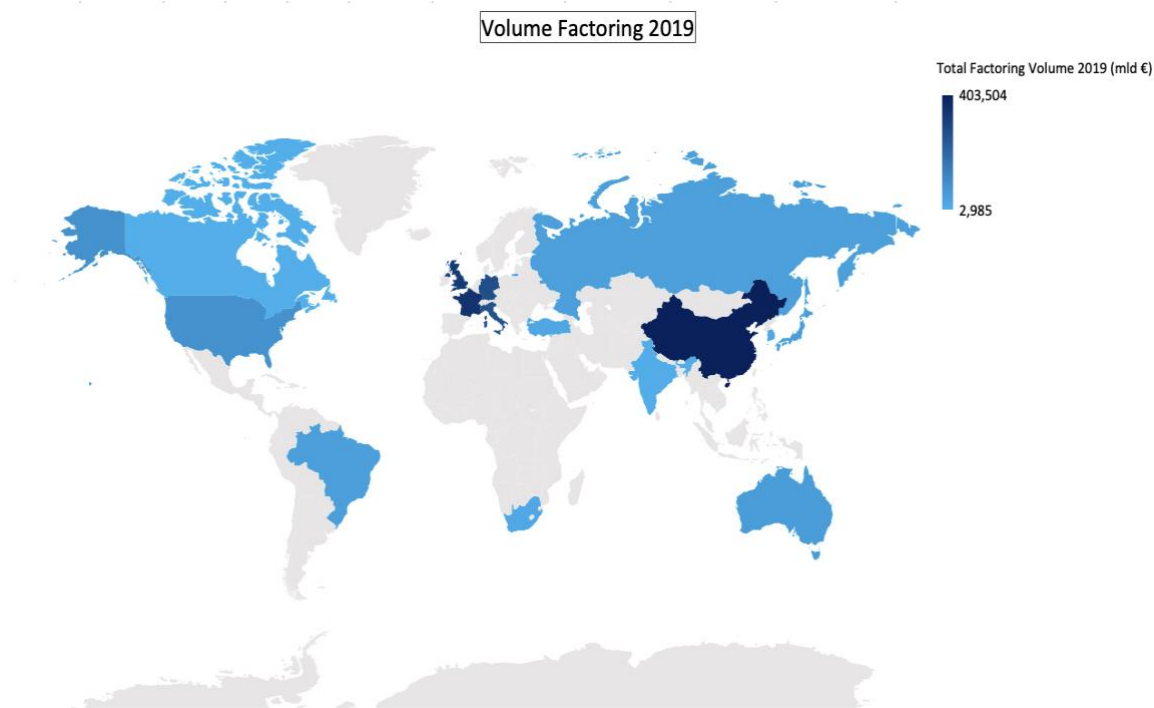 Volume Factoring 2019
Total Factoring Volume 2019 (mld €)
403,504
2,985